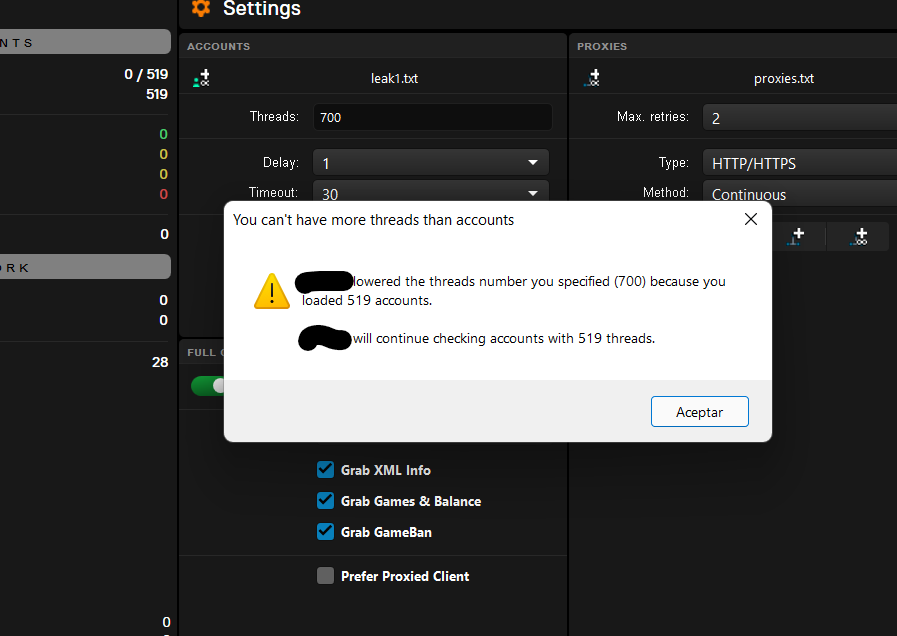 Settings
NTS
0 / 519
519
0
0
0
0
0
ORK
0
0
28
0
ACCOUNTS
leak1.txt
Threads: 700
Delay: 1
Timeout: 30
PROXIES
proxies.txt
Max. retries: 2
Type: HTTP/HTTPS
Method: Continuous
You can't have more threads than accounts
lowered the threads number you specified (700) because you
loaded 519 accounts.
will continue checking accounts with 519 threads.
Aceptar
FULL
Grab XML Info
Grab Games & Balance
Grab GameBan
Prefer Proxied Client